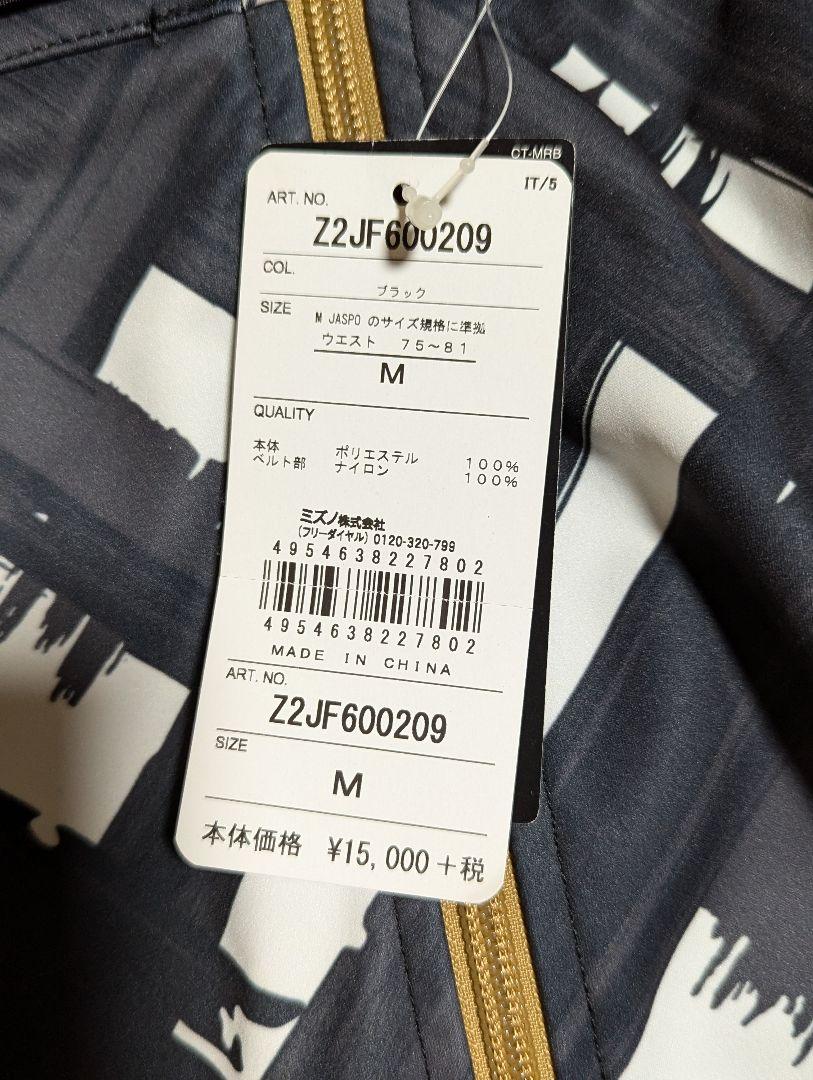 CT-MRB
IT/5
ART. NO.
Z2JF600209
COL.
ブラック
SIZE
M JASPO のサイズ規格に準拠
ウエスト 75~81
M
QUALITY
本体 ポリエステル 100%
ベルト部 ナイロン 100%
ミズノ株式会社
(フリーダイヤル) 0120-320-799
4954638227802
4954638227802
MADE IN CHINA
ART. NO.
Z2JF600209
SIZE
M
本体価格 ¥15,000+税